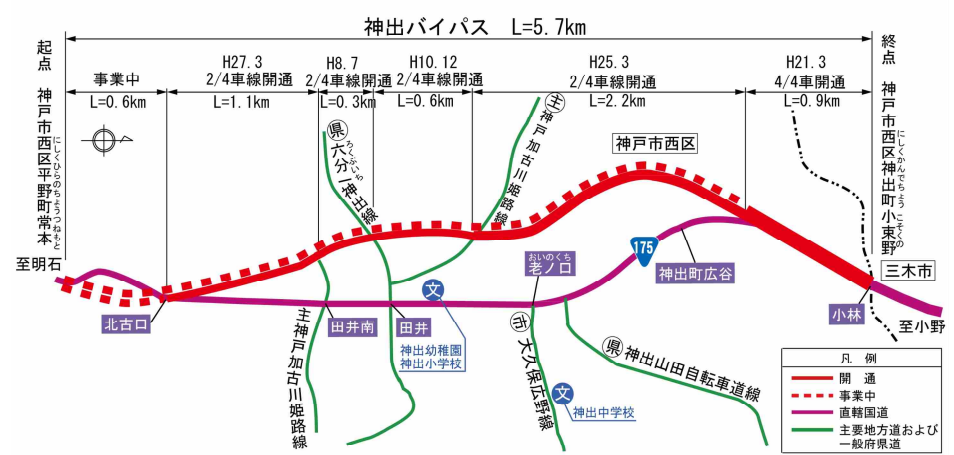 神出バイパス L=5.7km
起点 神戸市西区平野町常本
にしくひらのちょうつねもと
事業中
L=0.6km
H27.3
2/4車線開通
L=1.1km
H8.7
2/4車線開通
L=0.3km
H10.12
2/4車線開通
L=0.6km
H25.3
2/4車線開通
L=2.2km
H21.3
4/4車線開通
L=0.9km
終点 神戸市西区神出町小束野
にしくかんでちょう こそくの
県 六分一神出線
ろくぶいち
主 神戸加古川姫路線
神戸市西区
至明石
北古口
田井南
田井
文
神出幼稚園
神出小学校
おいのくち
老ノ口
175
神出町広谷
三木市
小林
至小野
主 神戸加古川姫路線
市 大久保広野線
文
神出中学校
県 神出山田自転車道線
凡 例
開 通
事業中
直轄国道
主要地方道および
一般府県道